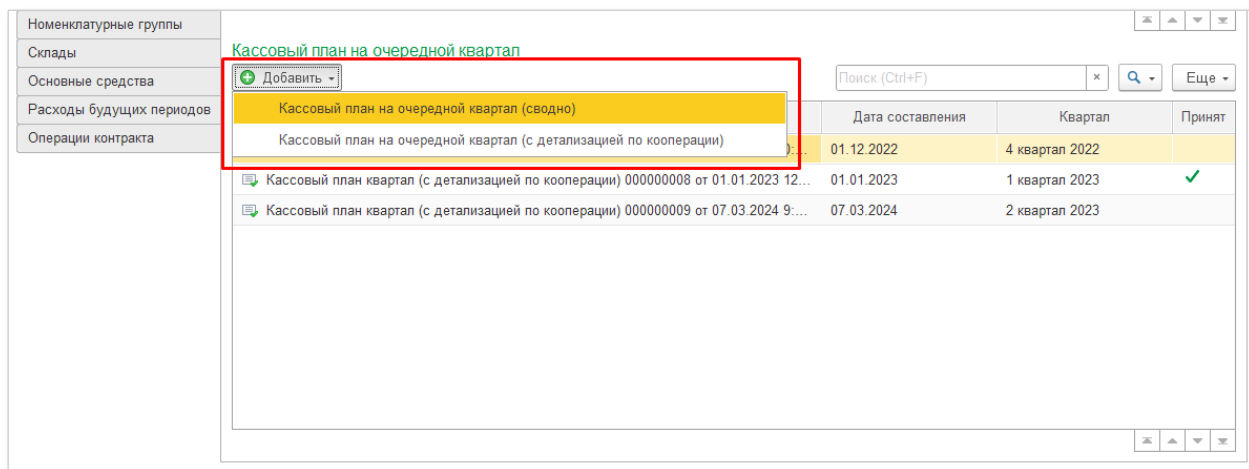 Номенклатурные группы
Склады
Основные средства
Расходы будущих периодов
Операции контракта
Кассовый план на очередной квартал
Добавить
Поиск (Ctrl+F) × Еще
Кассовый план на очередной квартал (сводно)
Кассовый план на очередной квартал (с детализацией по кооперации)
Дата составления Квартал Принят
0:... 01.12.2022 4 квартал 2022
Кассовый план квартал (с детализацией по кооперации) 000000008 от 01.01.2023 12... 01.01.2023 1 квартал 2023
Кассовый план квартал (с детализацией по кооперации) 000000009 от 07.03.2024 9:... 07.03.2024 2 квартал 2023